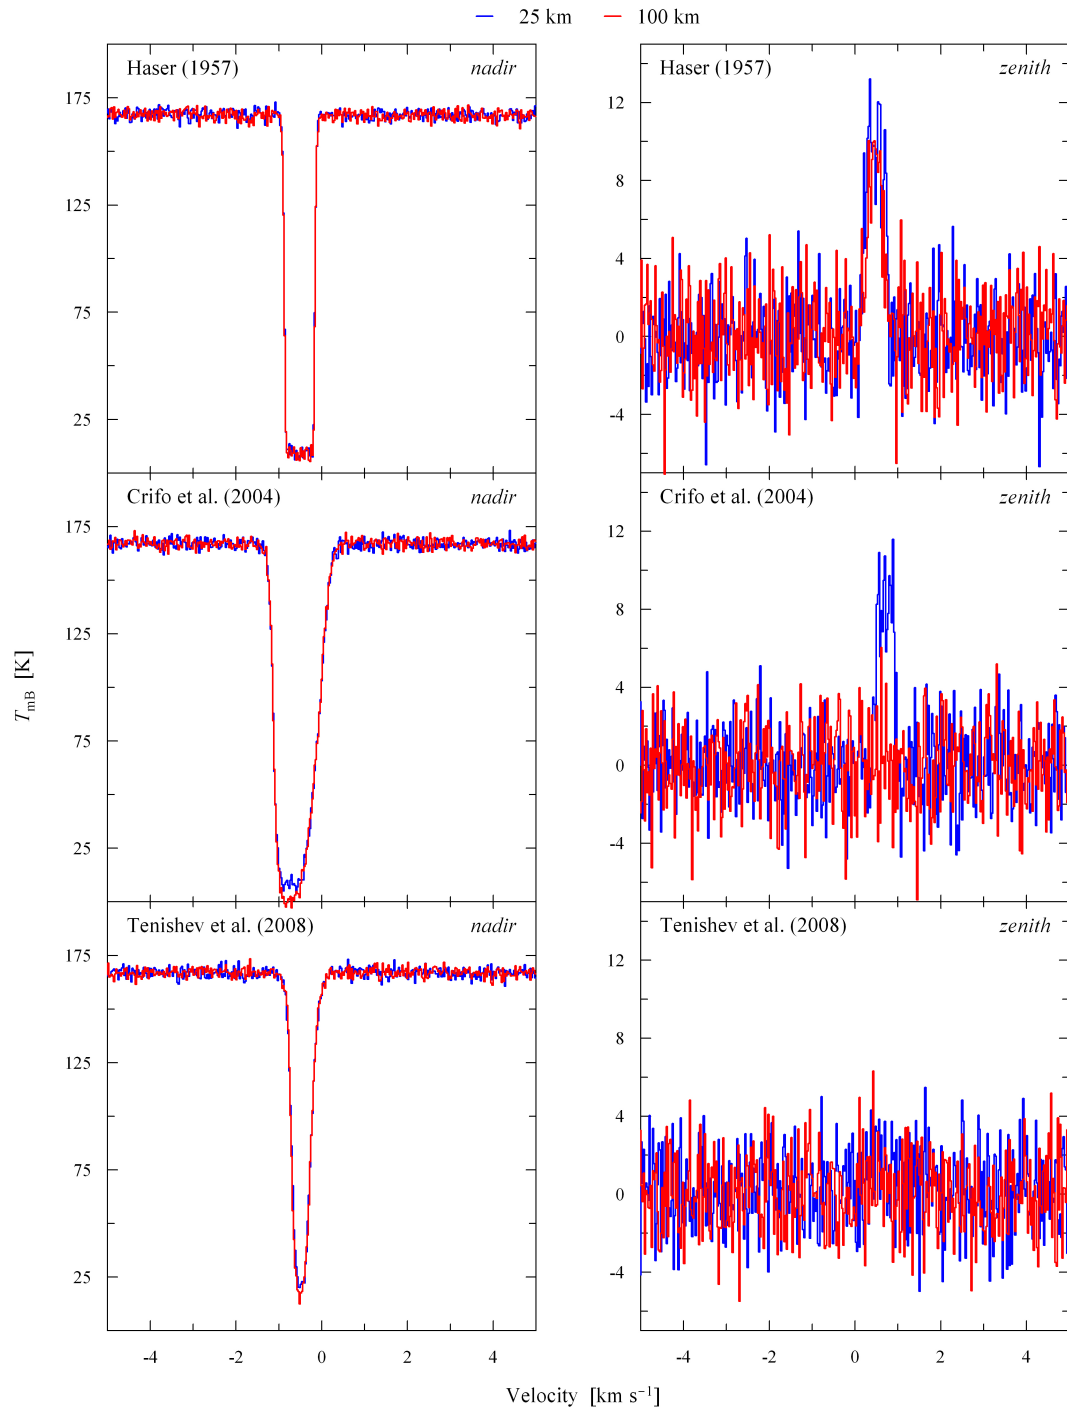 25 km 100 km
Haser (1957) nadir
175
125
75
25
Haser (1957) zenith
12
8
4
0
-4
Crifo et al. (2004) nadir
175
125
75
25
Crifo et al. (2004) zenith
12
8
4
0
-4
Tenishev et al. (2008) nadir
175
125
75
25
-4 -2 0 2 4
Tenishev et al. (2008) zenith
12
8
4
0
-4
-4 -2 0 2 4
TmB [K]
Velocity [km s⁻¹]